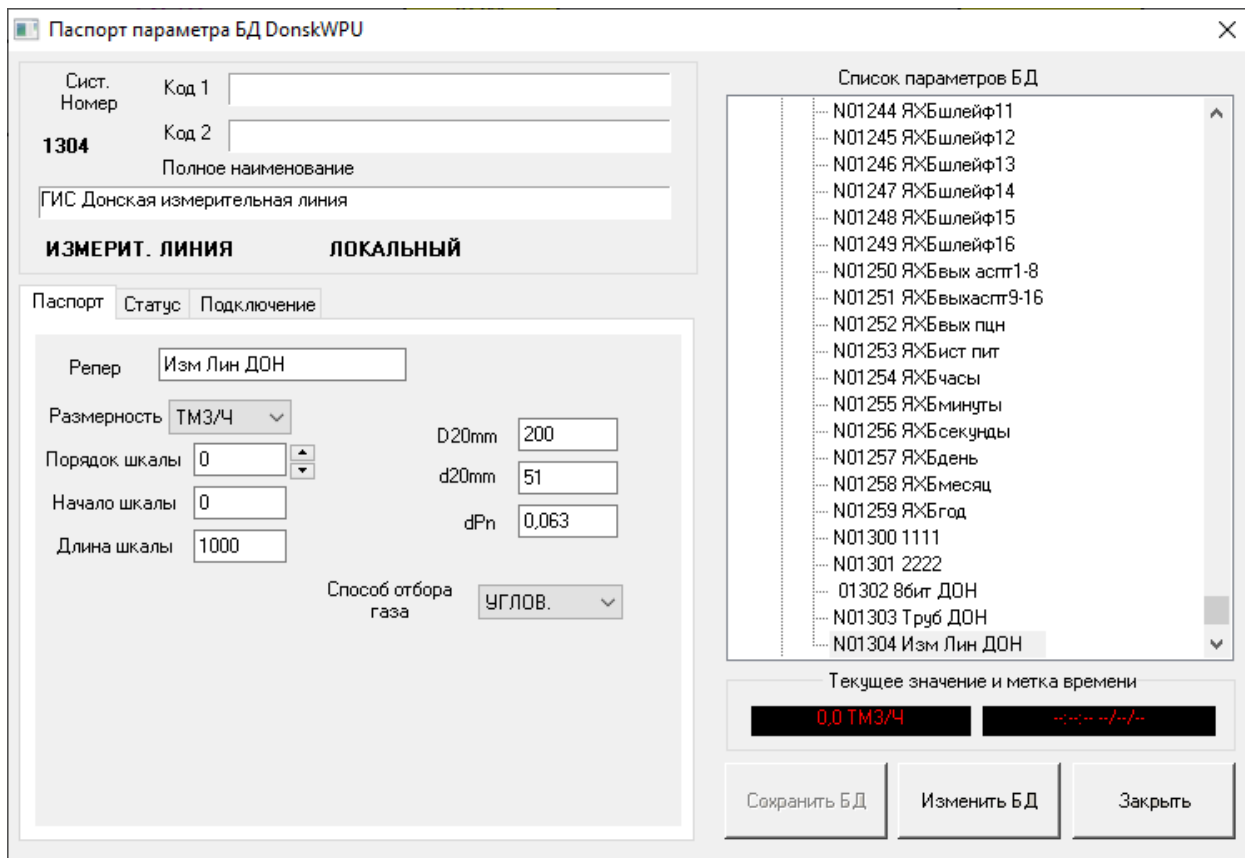 Паспорт параметра БД DonskWPU
Сист. Номер
Код 1
1304
Код 2
Полное наименование
ГИС Донская измерительная линия
ИЗМЕРИТ. ЛИНИЯ ЛОКАЛЬНЫЙ
Паспорт Статус Подключение
Репер Изм Лин ДОН
Размерность ТМ3/Ч
Порядок шкалы 0
Начало шкалы 0
Длина шкалы 1000
D20mm 200
d20mm 51
dPn 0,063
Способ отбора газа УГЛОВ.
Список параметров БД
N01244 ЯХБшлейф11
N01245 ЯХБшлейф12
N01246 ЯХБшлейф13
N01247 ЯХБшлейф14
N01248 ЯХБшлейф15
N01249 ЯХБшлейф16
N01250 ЯХБвых аспт1-8
N01251 ЯХБвыхаспт9-16
N01252 ЯХБвых пцн
N01253 ЯХБист пит
N01254 ЯХБчасы
N01255 ЯХБминуты
N01256 ЯХБсекунды
N01257 ЯХБдень
N01258 ЯХБмесяц
N01259 ЯХБгод
N01300 1111
N01301 2222
01302 8бит ДОН
N01303 Труб ДОН
N01304 Изм Лин ДОН
Текущее значение и метка времени
0,0 ТМ3/Ч --:--:-- --/--/--
Сохранить БД Изменить БД Закрыть